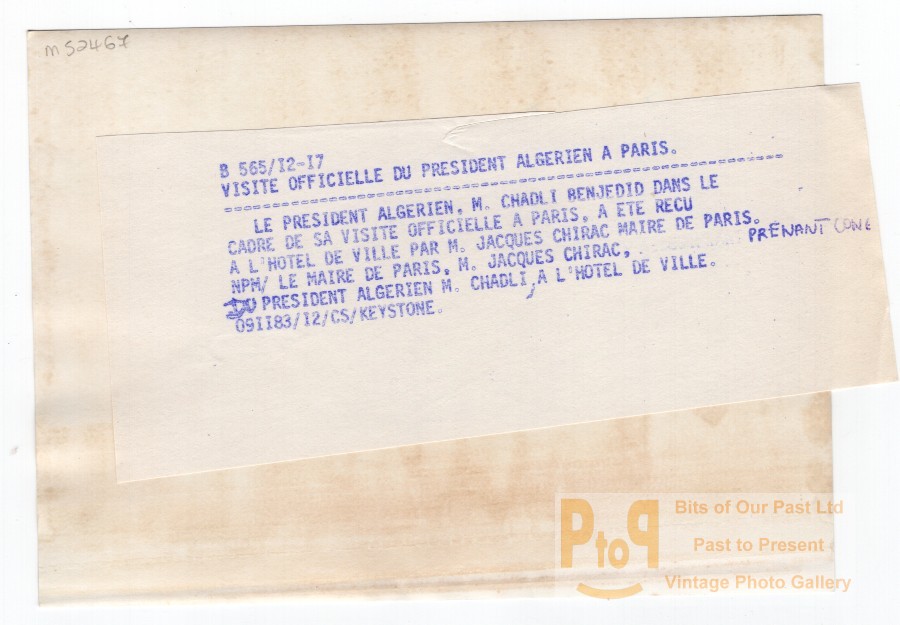 m52467
B 565/I2-I7
VISITE OFFICIELLE DU PRESIDENT ALGERIEN A PARIS.
LE PRESIDENT ALGERIEN, M. CHADLI BENJEDID DANS LE
CADRE DE SA VISITE OFFICIELLE A PARIS, A ETE RECU
A L'HOTEL DE VILLE PAR M. JACQUES CHIRAC MAIRE DE PARIS.
NPM/ LE MAIRE DE PARIS, M. JACQUES CHIRAC, PRENANT CONG
DU PRESIDENT ALGERIEN M. CHADLI, A L'HOTEL DE VILLE.
09II83/I2/CS/KEYSTONE.
PtoP
Bits of Our Past Ltd
Past to Present
Vintage Photo Gallery